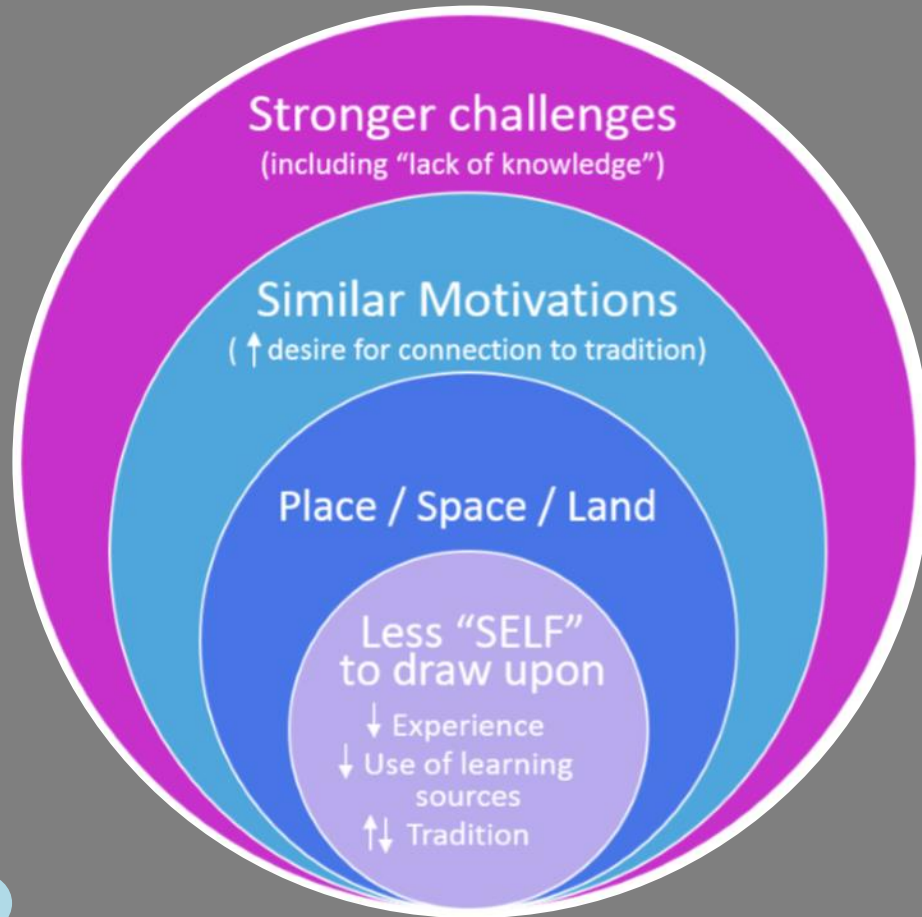 Stronger challenges
(including “lack of knowledge”)
Similar Motivations
( ↑ desire for connection to tradition)
Place / Space / Land
Less “SELF”
to draw upon
↓ Experience
↓ Use of learning
sources
↑↓ Tradition